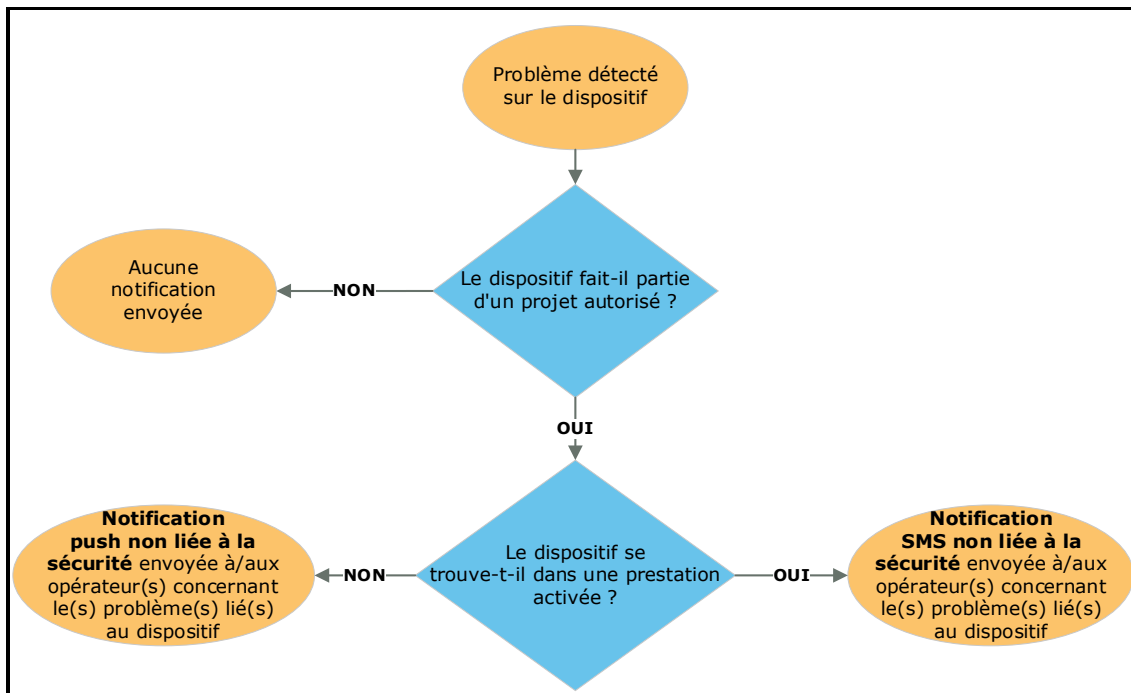 Problème détecté
sur le dispositif
Aucune
notification
envoyée
NON
Le dispositif fait-il partie
d'un projet autorisé ?
OUI
Notification
push non liée à la
sécurité envoyée à/aux
opérateur(s) concernant
le(s) problème(s) lié(s)
au dispositif
NON
Le dispositif se
trouve-t-il dans une prestation
activée ?
OUI
Notification
SMS non liée à la
sécurité envoyée à/aux
opérateur(s) concernant
le(s) problème(s) lié(s)
au dispositif